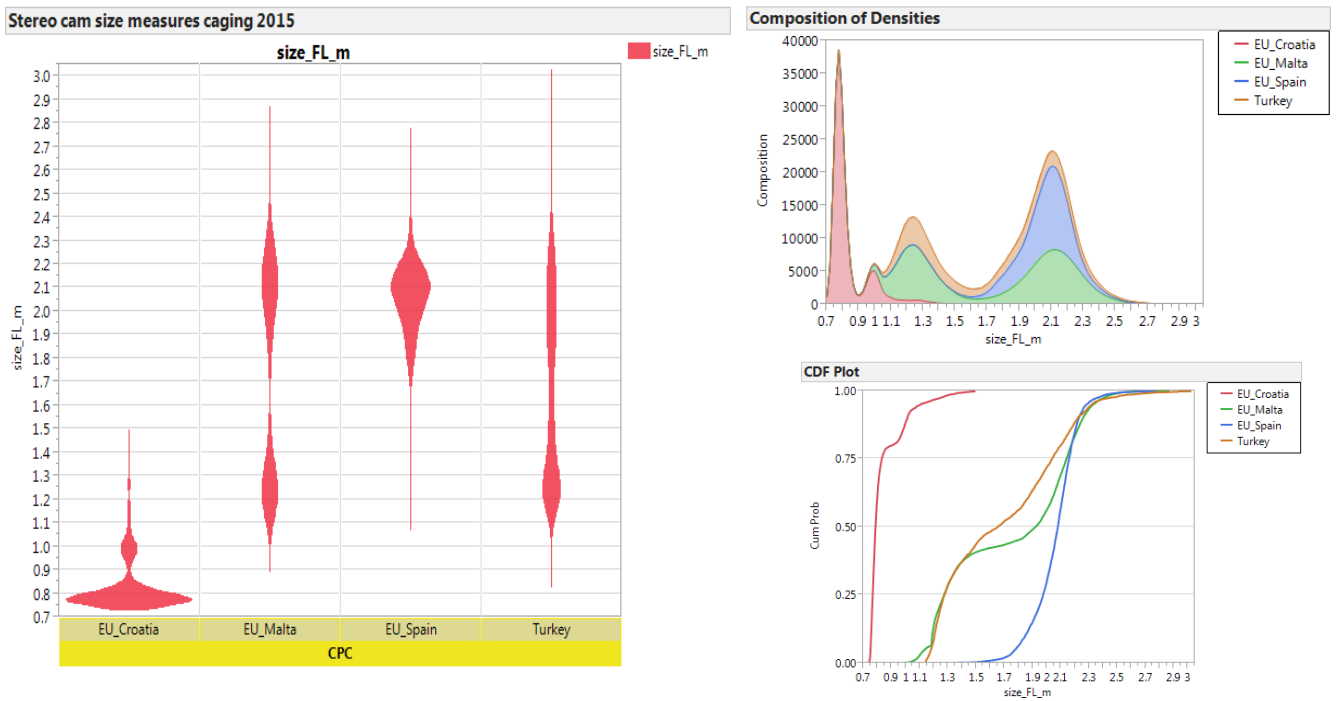 Stereo cam size measures caging 2015
size_FL_m
size_FL_m
size_FL_m
3.0
2.9
2.8
2.7
2.6
2.5
2.4
2.3
2.2
2.1
2.0
1.9
1.8
1.7
1.6
1.5
1.4
1.3
1.2
1.1
1.0
0.9
0.8
0.7
EU_Croatia EU_Malta EU_Spain Turkey
CPC
Composition of Densities
EU_Croatia
EU_Malta
EU_Spain
Turkey
Composition
40000
35000
30000
25000
20000
15000
10000
5000
0
0.7 0.9 1 1.1 1.3 1.5 1.7 1.9 2.1 2.3 2.5 2.7 2.9 3
size_FL_m
CDF Plot
EU_Croatia
EU_Malta
EU_Spain
Turkey
Cum Prob
1.00
0.75
0.50
0.25
0.00
0.7 0.9 1 1.1 1.3 1.5 1.7 1.9 2 2.1 2.3 2.5 2.7 2.9 3
size_FL_m